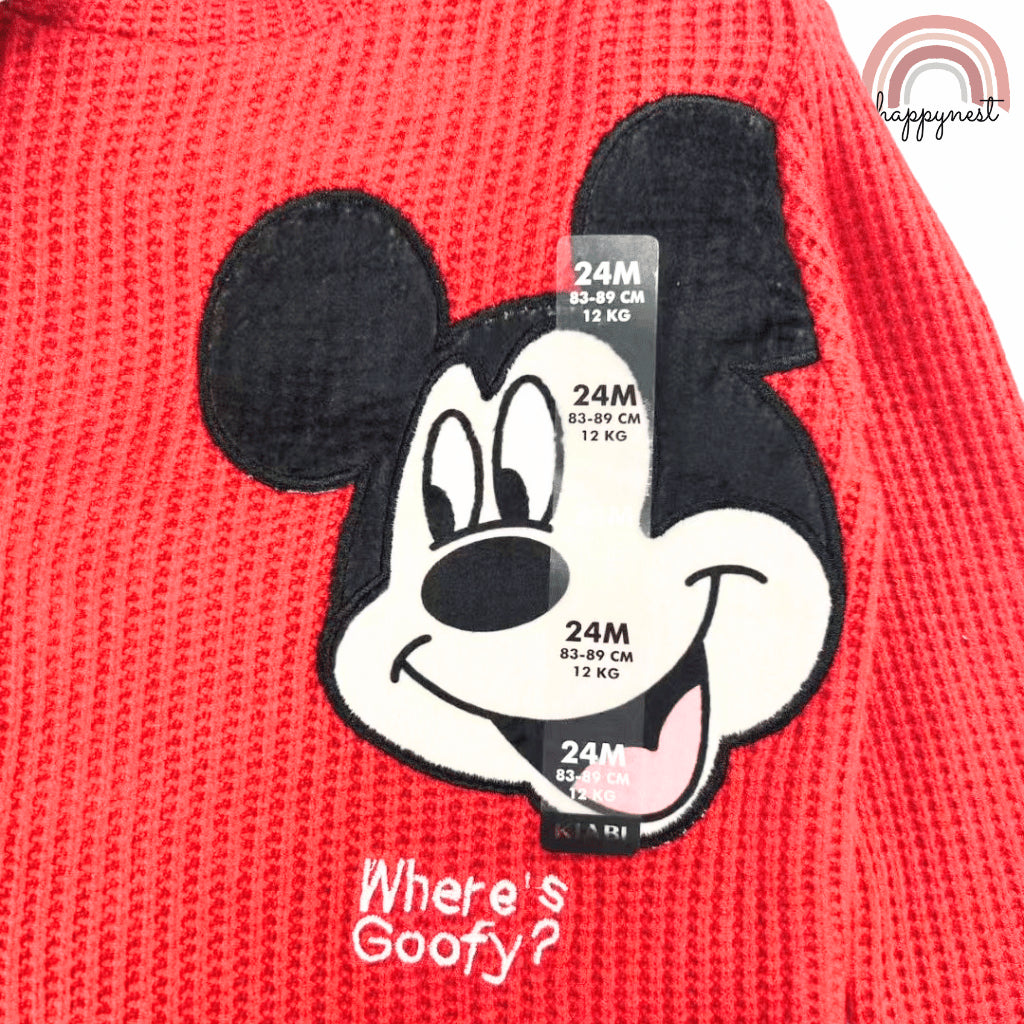 happynest
24M
83-89 CM
12 KG
24M
83-89 CM
12 KG
24M
83-89 CM
12 KG
24M
83-89 CM
12 KG
KIABI
Where's
Goofy?